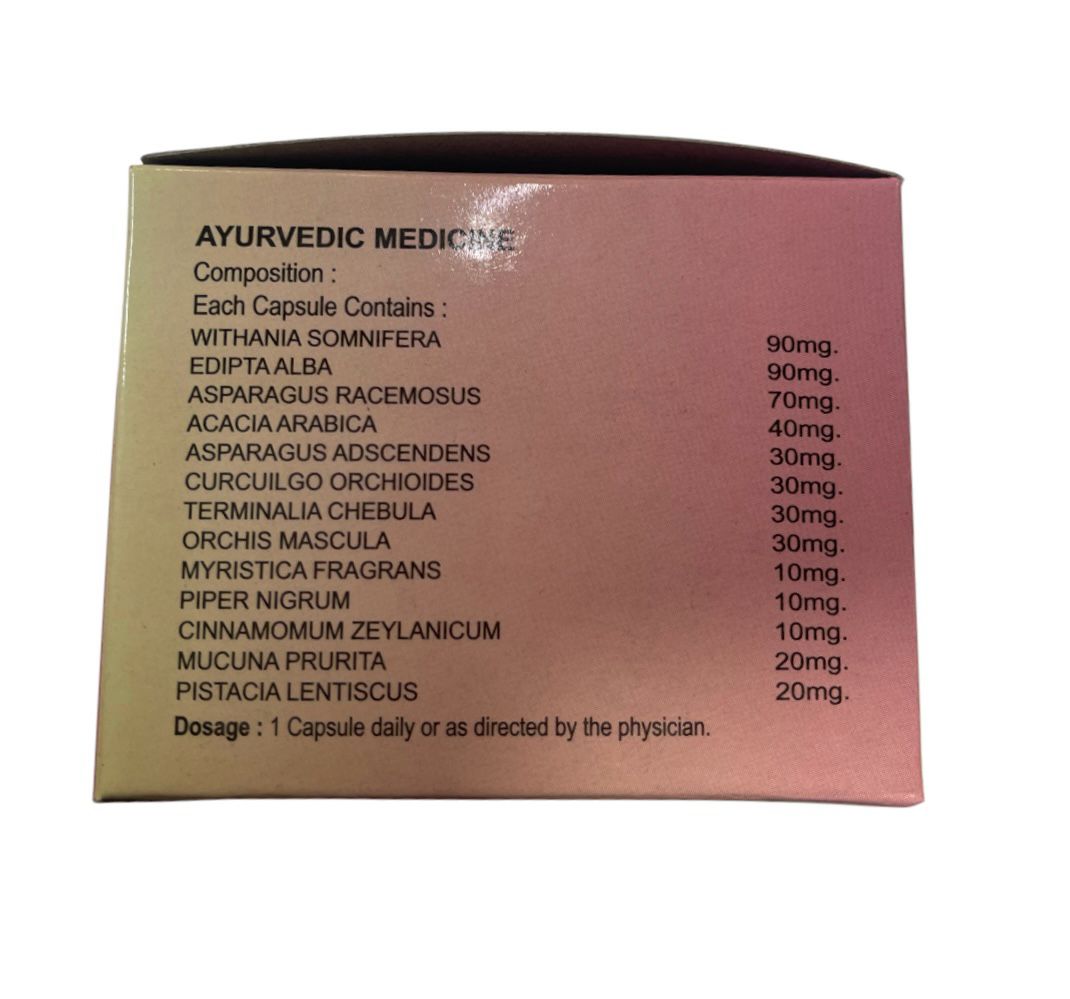 AYURVEDIC MEDICINE
Composition :
Each Capsule Contains :
WITHANIA SOMNIFERA 90mg.
EDIPTA ALBA 90mg.
ASPARAGUS RACEMOSUS 70mg.
ACACIA ARABICA 40mg.
ASPARAGUS ADSCENDENS 30mg.
CURCUILGO ORCHIOIDES 30mg.
TERMINALIA CHEBULA 30mg.
ORCHIS MASCULA 30mg.
MYRISTICA FRAGRANS 10mg.
PIPER NIGRUM 10mg.
CINNAMOMUM ZEYLANICUM 10mg.
MUCUNA PRURITA 20mg.
PISTACIA LENTISCUS 20mg.
Dosage : 1 Capsule daily or as directed by the physician.